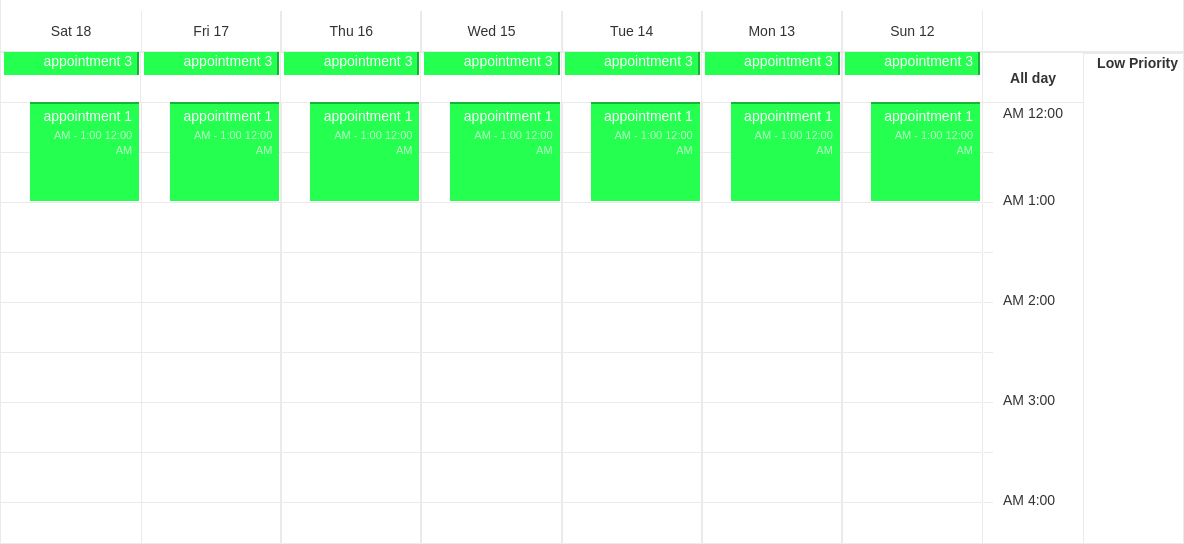 Sat 18
Fri 17
Thu 16
Wed 15
Tue 14
Mon 13
Sun 12
appointment 3
appointment 3
appointment 3
appointment 3
appointment 3
appointment 3
appointment 3
All day
Low Priority
appointment 1
AM - 1:00 12:00
AM
appointment 1
AM - 1:00 12:00
AM
appointment 1
AM - 1:00 12:00
AM
appointment 1
AM - 1:00 12:00
AM
appointment 1
AM - 1:00 12:00
AM
appointment 1
AM - 1:00 12:00
AM
appointment 1
AM - 1:00 12:00
AM
AM 12:00
AM 1:00
AM 2:00
AM 3:00
AM 4:00